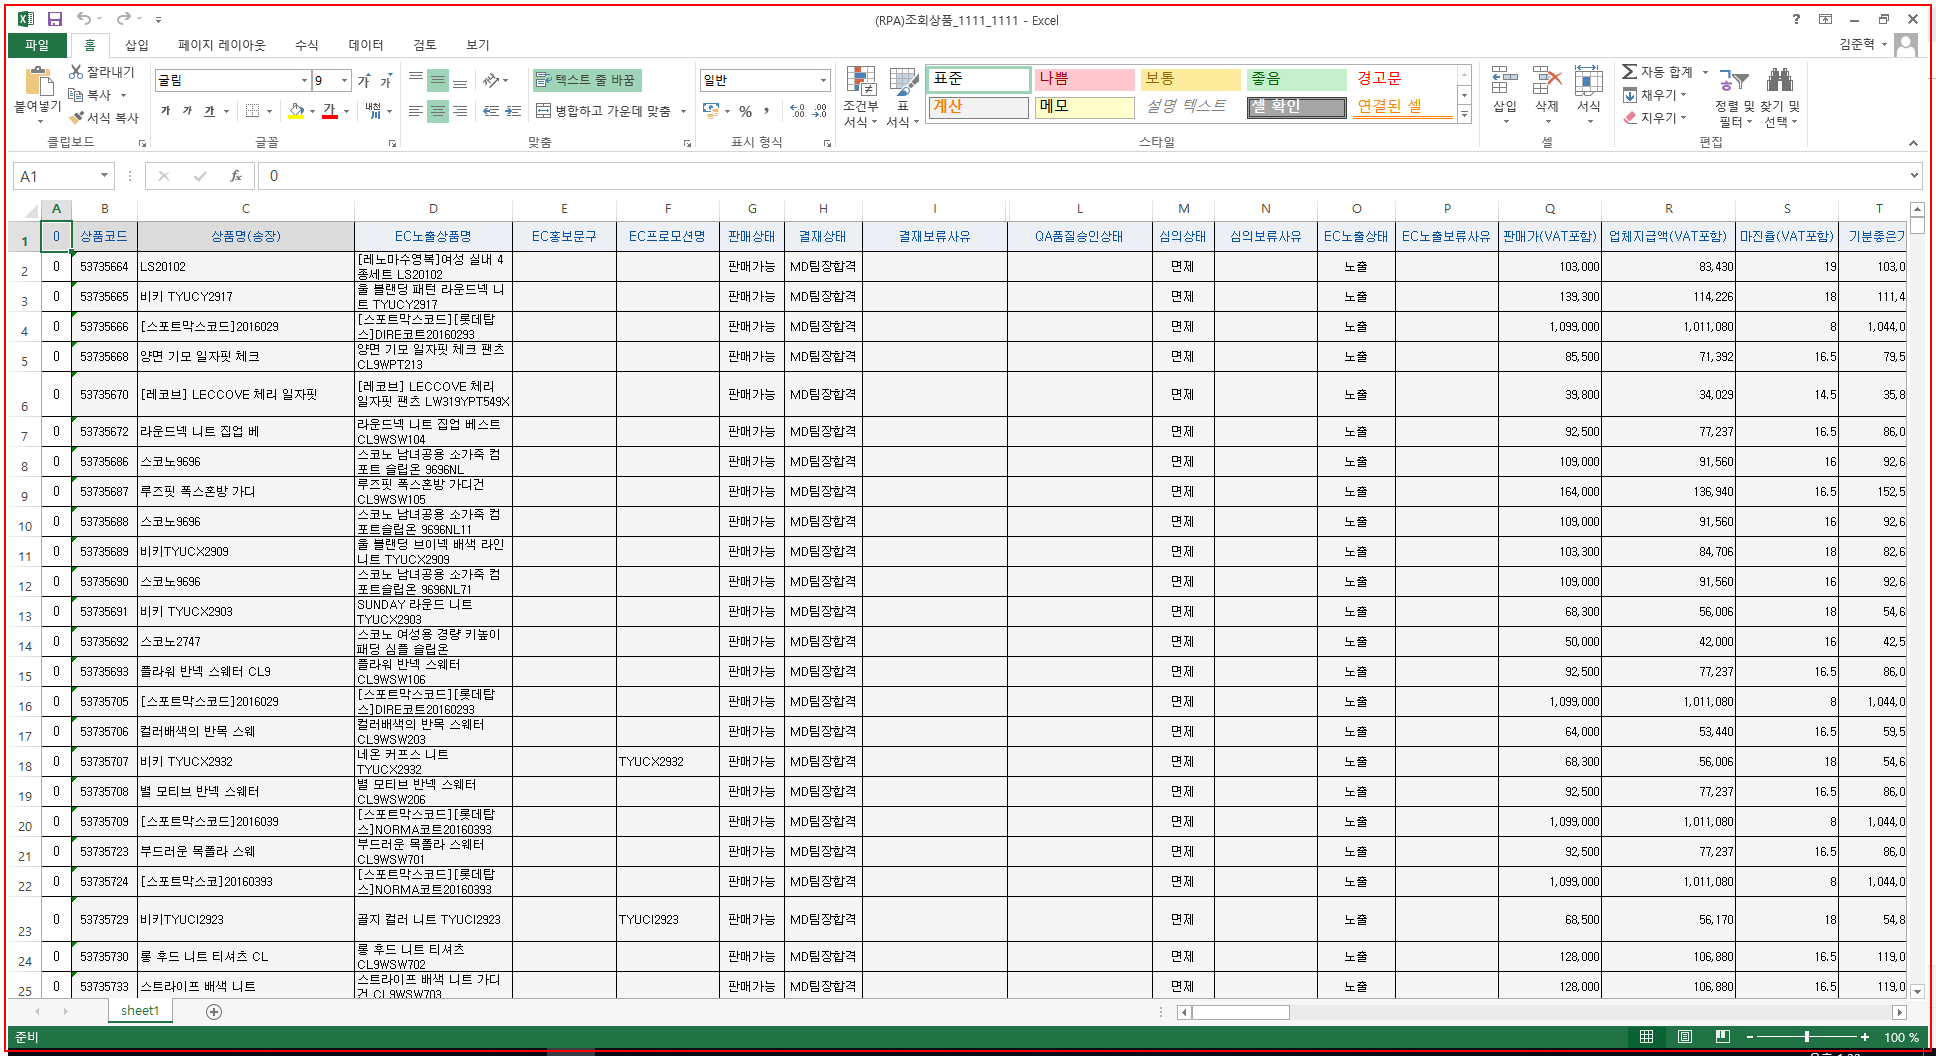 (RPA)조회상품_1111_1111 - Excel
파일 홈 삽입 페이지 레이아웃 수식 데이터 검토 보기 김준혁
붙여넣기 잘라내기 복사 서식 복사 클립보드
굴림 9 가 가 가 가 가 가 내천 글꼴
텍스트 줄 바꿈 병합하고 가운데 맞춤 맞춤
일반 % 표시 형식
조건부 서식 표 서식 표준 나쁨 보통 좋음 경고문
계산 메모 설명 텍스트 셀 확인 연결된 셀 스타일
삽입 삭제 서식 셀
자동 합계 채우기 지우기 정렬 및 필터 찾기 및 선택 편집
A1 fx 0
A B C D E F G H I L M N O P Q R S T
1 0 상품코드 상품명(송장) EC노출상품명 EC홍보문구 EC프로모션명 판매상태 결재상태 결재보류사유 QA품질승인상태 심의상태 심의보류사유 EC노출상태 EC노출보류사유 판매가(VAT포함) 업체지급액(VAT포함) 마진율(VAT포함) 기분좋은가
2 0 53735664 LS20102 [레노마수영복]여성 실내 4종세트 LS20102 판매가능 MD팀장합격 면제 노출 103,000 83,430 19 103,0
3 0 53735665 비키 TYUCY2917 울 블랜딩 패턴 라운드넥 니트 TYUCY2917 판매가능 MD팀장합격 면제 노출 139,300 114,226 18 111,4
4 0 53735666 [스포트막스코드]2016029 [스포트막스코드][롯데탑스]DIRE코트20160293 판매가능 MD팀장합격 면제 노출 1,099,000 1,011,080 8 1,044,0
5 0 53735668 양면 기모 일자핏 체크 양면 기모 일자핏 체크 팬츠 CL9WPT213 판매가능 MD팀장합격 면제 노출 85,500 71,392 16.5 79,5
6 0 53735670 [레코브] LECCOVE 체리 일자핏 [레코브] LECCOVE 체리 일자핏 팬츠 LW319YPT549X 판매가능 MD팀장합격 면제 노출 39,800 34,029 14.5 35,8
7 0 53735672 라운드넥 니트 집업 베 라운드넥 니트 집업 베스트 CL9WSW104 판매가능 MD팀장합격 면제 노출 92,500 77,237 16.5 86,0
8 0 53735686 스코노9696 스코노 남녀공용 소가죽 컴포트 슬립온 9696NL 판매가능 MD팀장합격 면제 노출 109,000 91,560 16 92,6
9 0 53735687 루즈핏 폭스혼방 가디 루즈핏 폭스혼방 가디건 CL9WSW105 판매가능 MD팀장합격 면제 노출 164,000 136,940 16.5 152,5
10 0 53735688 스코노9696 스코노 남녀공용 소가죽 컴포트슬립온 9696NL11 판매가능 MD팀장합격 면제 노출 109,000 91,560 16 92,6
11 0 53735689 비키TYUCX2909 울 블랜딩 브이넥 배색 라인 니트 TYUCX2909 판매가능 MD팀장합격 면제 노출 103,300 84,706 18 82,6
12 0 53735690 스코노9696 스코노 남녀공용 소가죽 컴포트슬립온 9696NL71 판매가능 MD팀장합격 면제 노출 109,000 91,560 16 92,6
13 0 53735691 비키 TYUCX2903 SUNDAY 라운드 니트 TYUCX2903 판매가능 MD팀장합격 면제 노출 68,300 56,006 18 54,6
14 0 53735692 스코노2747 스코노 여성용 경량 키높이 패딩 심플 슬립온 판매가능 MD팀장합격 면제 노출 50,000 42,000 16 42,5
15 0 53735693 플라워 반넥 스웨터 CL9 플라워 반넥 스웨터 CL9WSW106 판매가능 MD팀장합격 면제 노출 92,500 77,237 16.5 86,0
16 0 53735705 [스포트막스코드]2016029 [스포트막스코드][롯데탑스]DIRE코트20160293 판매가능 MD팀장합격 면제 노출 1,099,000 1,011,080 8 1,044,0
17 0 53735706 컬러배색의 반목 스웨 컬러배색의 반목 스웨터 CL9WSW203 판매가능 MD팀장합격 면제 노출 64,000 53,440 16.5 59,5
18 0 53735707 비키 TYUCX2932 네온 커프스 니트 TYUCX2932 TYUCX2932 판매가능 MD팀장합격 면제 노출 68,300 56,006 18 54,6
19 0 53735708 별 모티브 반넥 스웨터 별 모티브 반넥 스웨터 CL9WSW206 판매가능 MD팀장합격 면제 노출 92,500 77,237 16.5 86,0
20 0 53735709 [스포트막스코드]2016039 [스포트막스코드][롯데탑스]NORMA코트20160393 판매가능 MD팀장합격 면제 노출 1,099,000 1,011,080 8 1,044,0
21 0 53735723 부드러운 목폴라 스웨 부드러운 목폴라 스웨터 CL9WSW701 판매가능 MD팀장합격 면제 노출 92,500 77,237 16.5 86,0
22 0 53735724 [스포트막스코]20160393 [스포트막스코드][롯데탑스]NORMA코트20160393 판매가능 MD팀장합격 면제 노출 1,099,000 1,011,080 8 1,044,0
23 0 53735729 비키TYUCI2923 골지 컬러 니트 TYUCI2923 TYUCI2923 판매가능 MD팀장합격 면제 노출 68,500 56,170 18 54,8
24 0 53735730 롱 후드 니트 티셔츠 CL 롱 후드 니트 티셔츠 CL9WSW702 판매가능 MD팀장합격 면제 노출 128,000 106,880 16.5 119,0
25 0 53735733 스트라이프 배색 니트 스트라이프 배색 니트 가디건 CL9WSW703 판매가능 MD팀장합격 면제 노출 128,000 106,880 16.5 119,0
sheet1
준비 100 %